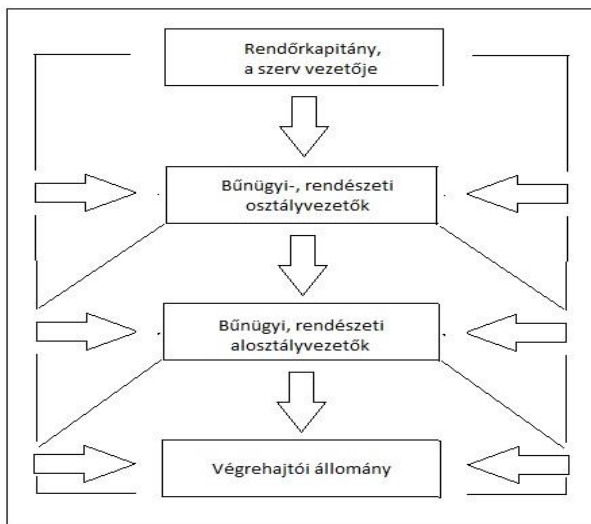 Rendőrkapitány,
a szerv vezetője
Bűnügyi-, rendészeti
osztályvezetők
Bűnügyi, rendészeti
alosztályvezetők
Végrehajtói állomány